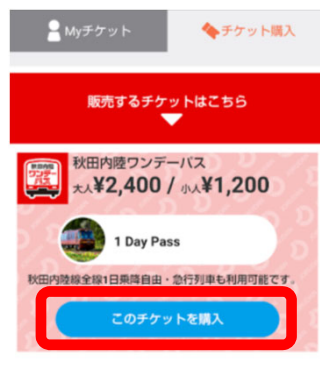 Myチケット
チケット購入
販売するチケットはこちら
秋田内陸
ワンデー
パス
秋田内陸ワンデーパス
大人¥2,400 / 小人¥1,200
1 Day Pass
秋田内陸線全線1日乗降自由・急行列車も利用可能です。
このチケットを購入